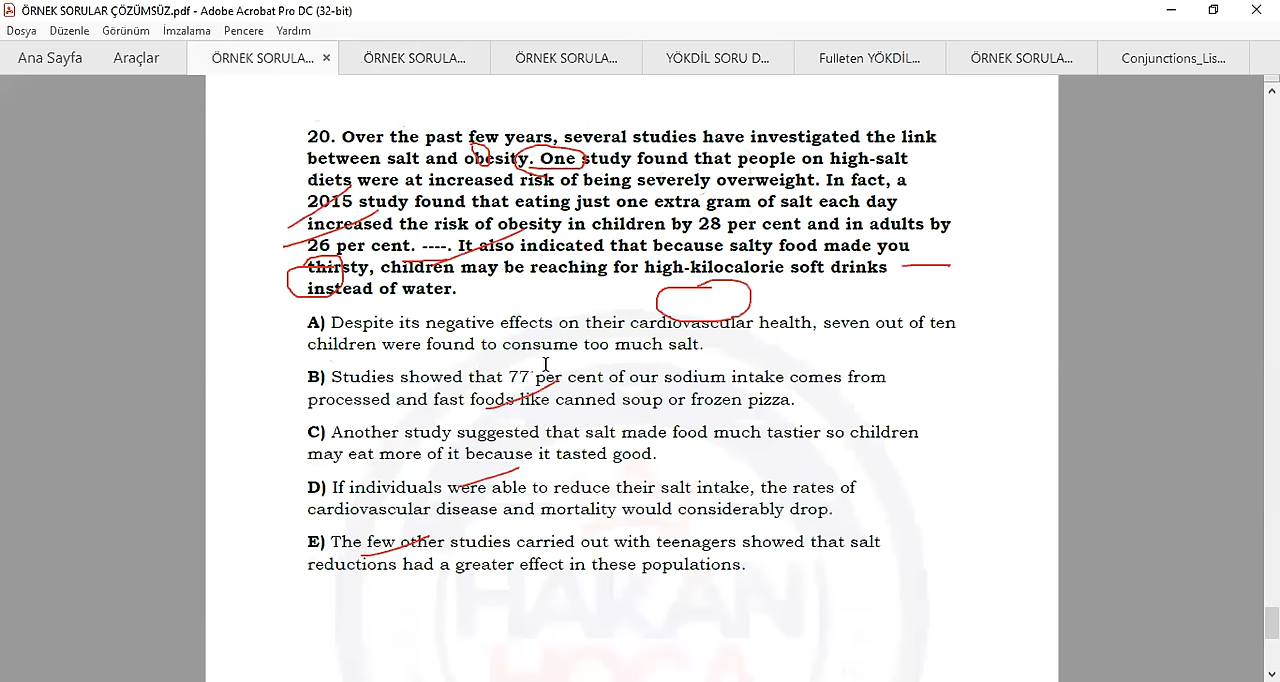 ÖRNEK SORULAR ÇÖZÜMSÜZ.pdf - Adobe Acrobat Pro DC (32-bit)
Dosya Düzenle Görünüm İmzalama Pencere Yardım
Ana Sayfa Araçlar ÖRNEK SORULA... × ÖRNEK SORULA... ÖRNEK SORULA... YÖKDİL SORU D... Fulleten YÖKDİL... ÖRNEK SORULA... Conjunctions_Lis...
20. Over the past few years, several studies have investigated the link
between salt and obesity. One study found that people on high-salt
diets were at increased risk of being severely overweight. In fact, a
2015 study found that eating just one extra gram of salt each day
increased the risk of obesity in children by 28 per cent and in adults by
26 per cent. ----. It also indicated that because salty food made you
thirsty, children may be reaching for high-kilocalorie soft drinks
instead of water.
A) Despite its negative effects on their cardiovascular health, seven out of ten
children were found to consume too much salt.
B) Studies showed that 77 per cent of our sodium intake comes from
processed and fast foods like canned soup or frozen pizza.
C) Another study suggested that salt made food much tastier so children
may eat more of it because it tasted good.
D) If individuals were able to reduce their salt intake, the rates of
cardiovascular disease and mortality would considerably drop.
E) The few other studies carried out with teenagers showed that salt
reductions had a greater effect in these populations.
HAKAN
HOCA